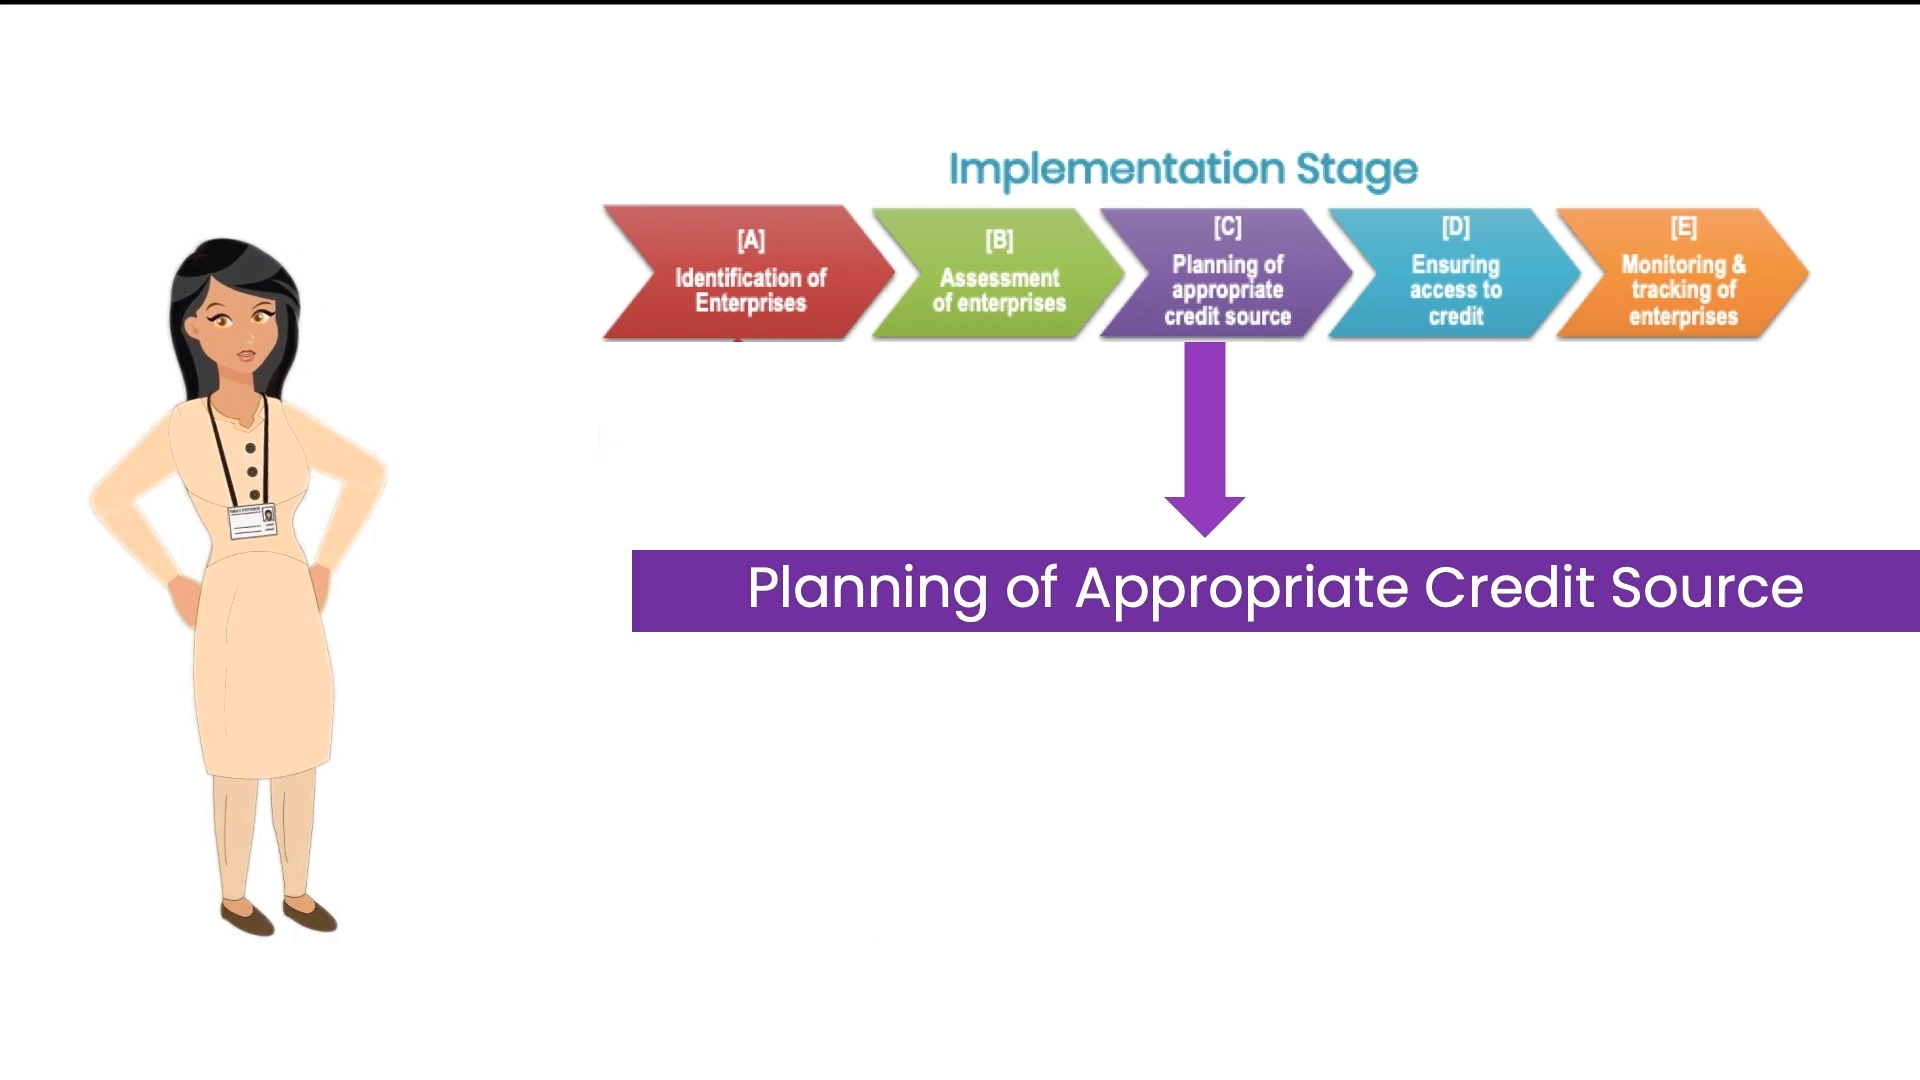 Implementation Stage
[A]
Identification of
Enterprises
[B]
Assessment
of enterprises
[C]
Planning of
appropriate
credit source
[D]
Ensuring
access to
credit
[E]
Monitoring &
tracking of
enterprises
Planning of Appropriate Credit Source